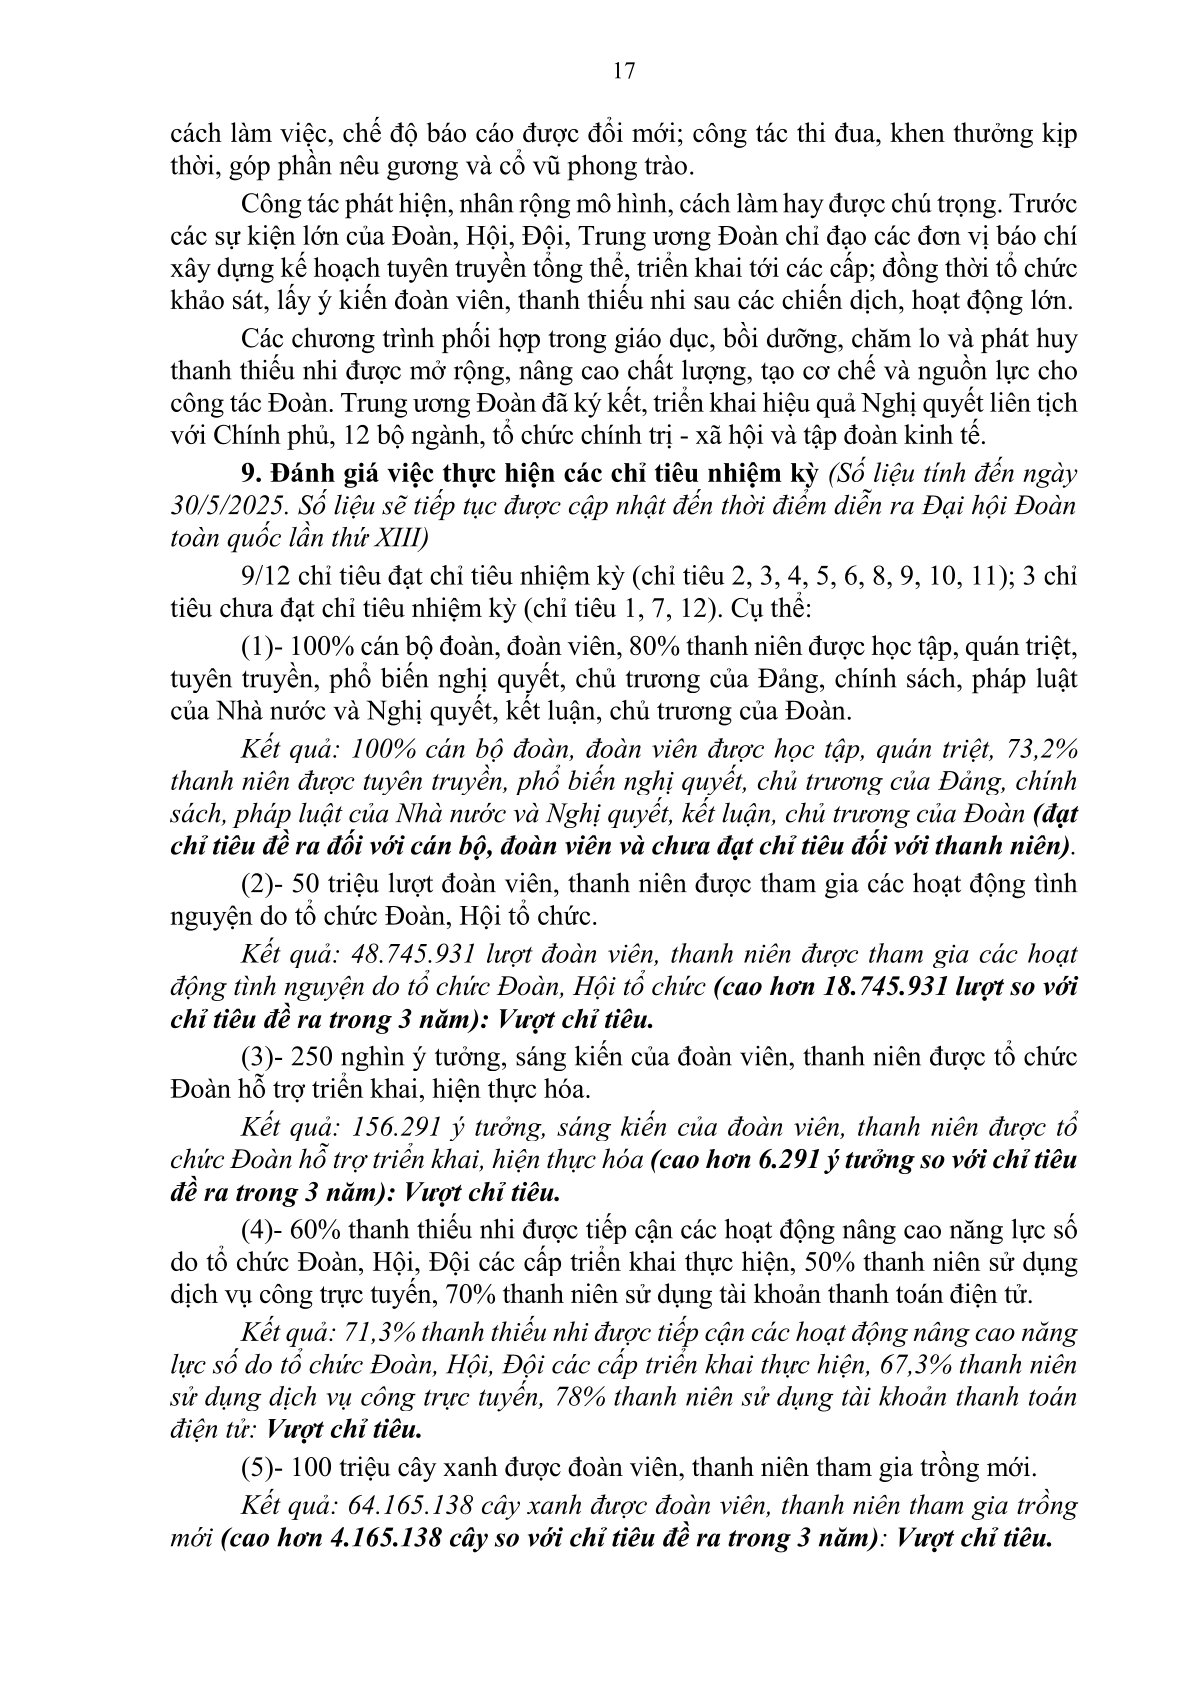 17
cách làm việc, chế độ báo cáo được đổi mới; công tác thi đua, khen thưởng kịp
thời, góp phần nêu gương và cổ vũ phong trào.
Công tác phát hiện, nhân rộng mô hình, cách làm hay được chú trọng. Trước
các sự kiện lớn của Đoàn, Hội, Đội, Trung ương Đoàn chỉ đạo các đơn vị báo chí
xây dựng kế hoạch tuyên truyền tổng thể, triển khai tới các cấp; đồng thời tổ chức
khảo sát, lấy ý kiến đoàn viên, thanh thiếu nhi sau các chiến dịch, hoạt động lớn.
Các chương trình phối hợp trong giáo dục, bồi dưỡng, chăm lo và phát huy
thanh thiếu nhi được mở rộng, nâng cao chất lượng, tạo cơ chế và nguồn lực cho
công tác Đoàn. Trung ương Đoàn đã ký kết, triển khai hiệu quả Nghị quyết liên tịch
với Chính phủ, 12 bộ ngành, tổ chức chính trị - xã hội và tập đoàn kinh tế.
9. Đánh giá việc thực hiện các chỉ tiêu nhiệm kỳ (Số liệu tính đến ngày
30/5/2025. Số liệu sẽ tiếp tục được cập nhật đến thời điểm diễn ra Đại hội Đoàn
toàn quốc lần thứ XIII)
9/12 chỉ tiêu đạt chỉ tiêu nhiệm kỳ (chỉ tiêu 2, 3, 4, 5, 6, 8, 9, 10, 11); 3 chỉ
tiêu chưa đạt chỉ tiêu nhiệm kỳ (chỉ tiêu 1, 7, 12). Cụ thể:
(1)- 100% cán bộ đoàn, đoàn viên, 80% thanh niên được học tập, quán triệt,
tuyên truyền, phổ biến nghị quyết, chủ trương của Đảng, chính sách, pháp luật
của Nhà nước và Nghị quyết, kết luận, chủ trương của Đoàn.
Kết quả: 100% cán bộ đoàn, đoàn viên được học tập, quán triệt, 73,2%
thanh niên được tuyên truyền, phổ biến nghị quyết, chủ trương của Đảng, chính
sách, pháp luật của Nhà nước và Nghị quyết, kết luận, chủ trương của Đoàn (đạt
chỉ tiêu đề ra đối với cán bộ, đoàn viên và chưa đạt chỉ tiêu đối với thanh niên).
(2)- 50 triệu lượt đoàn viên, thanh niên được tham gia các hoạt động tình
nguyện do tổ chức Đoàn, Hội tổ chức.
Kết quả: 48.745.931 lượt đoàn viên, thanh niên được tham gia các hoạt
động tình nguyện do tổ chức Đoàn, Hội tổ chức (cao hơn 18.745.931 lượt so với
chỉ tiêu đề ra trong 3 năm): Vượt chỉ tiêu.
(3)- 250 nghìn ý tưởng, sáng kiến của đoàn viên, thanh niên được tổ chức
Đoàn hỗ trợ triển khai, hiện thực hóa.
Kết quả: 156.291 ý tưởng, sáng kiến của đoàn viên, thanh niên được tổ
chức Đoàn hỗ trợ triển khai, hiện thực hóa (cao hơn 6.291 ý tưởng so với chỉ tiêu
đề ra trong 3 năm): Vượt chỉ tiêu.
(4)- 60% thanh thiếu nhi được tiếp cận các hoạt động nâng cao năng lực số
do tổ chức Đoàn, Hội, Đội các cấp triển khai thực hiện, 50% thanh niên sử dụng
dịch vụ công trực tuyến, 70% thanh niên sử dụng tài khoản thanh toán điện tử.
Kết quả: 71,3% thanh thiếu nhi được tiếp cận các hoạt động nâng cao năng
lực số do tổ chức Đoàn, Hội, Đội các cấp triển khai thực hiện, 67,3% thanh niên
sử dụng dịch vụ công trực tuyến, 78% thanh niên sử dụng tài khoản thanh toán
điện tử: Vượt chỉ tiêu.
(5)- 100 triệu cây xanh được đoàn viên, thanh niên tham gia trồng mới.
Kết quả: 64.165.138 cây xanh được đoàn viên, thanh niên tham gia trồng
mới (cao hơn 4.165.138 cây so với chỉ tiêu đề ra trong 3 năm): Vượt chỉ tiêu.